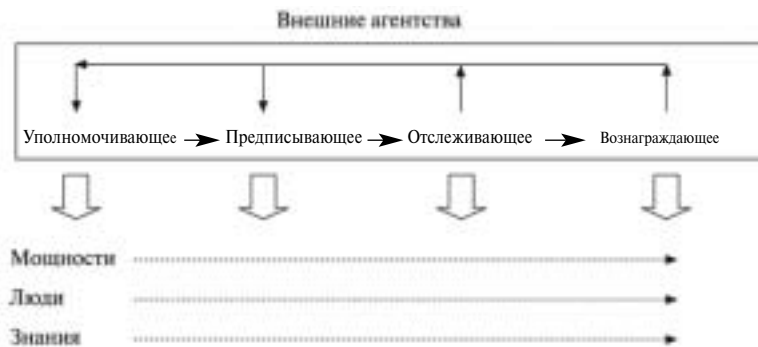 Внешние агентства
Уполномочивающее Предписывающее Отслеживающее Вознаграждающее
Мощности
Люди
Знания